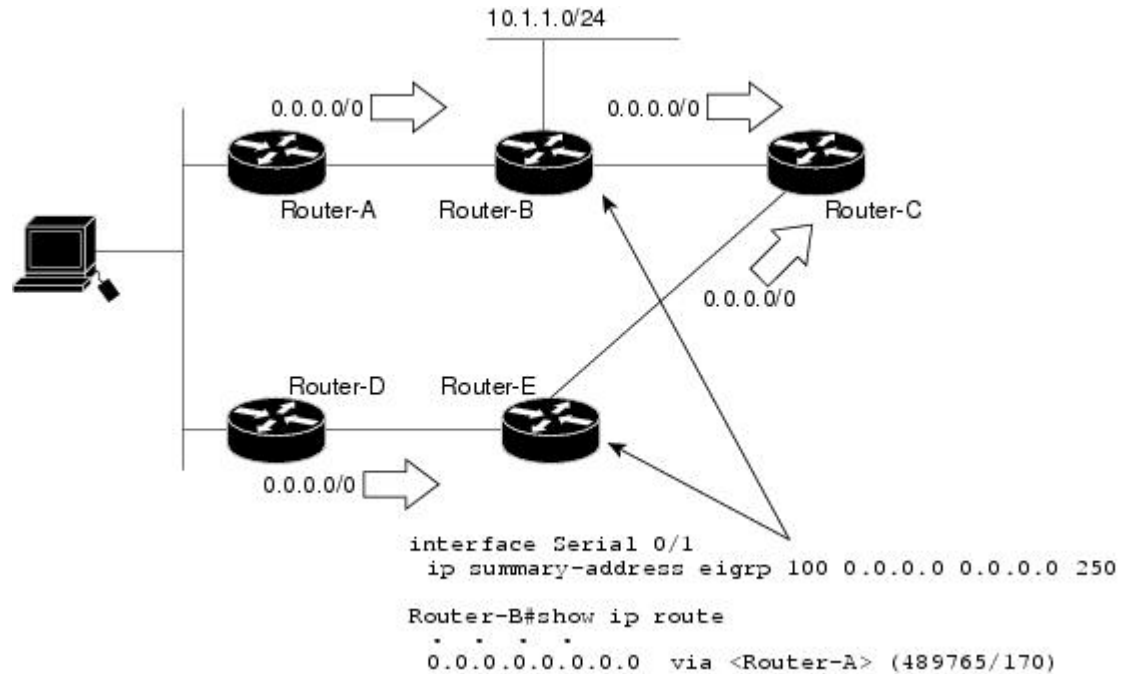 10.1.1.0/24
0.0.0.0/0
0.0.0.0/0
Router-A
Router-B
Router-C
0.0.0.0/0
Router-D
Router-E
0.0.0.0/0
interface Serial 0/1
ip summary-address eigrp 100 0.0.0.0 0.0.0.0 250
Router-B#show ip route
. . . .
0.0.0.0.0.0.0.0 via <Router-A> (489765/170)